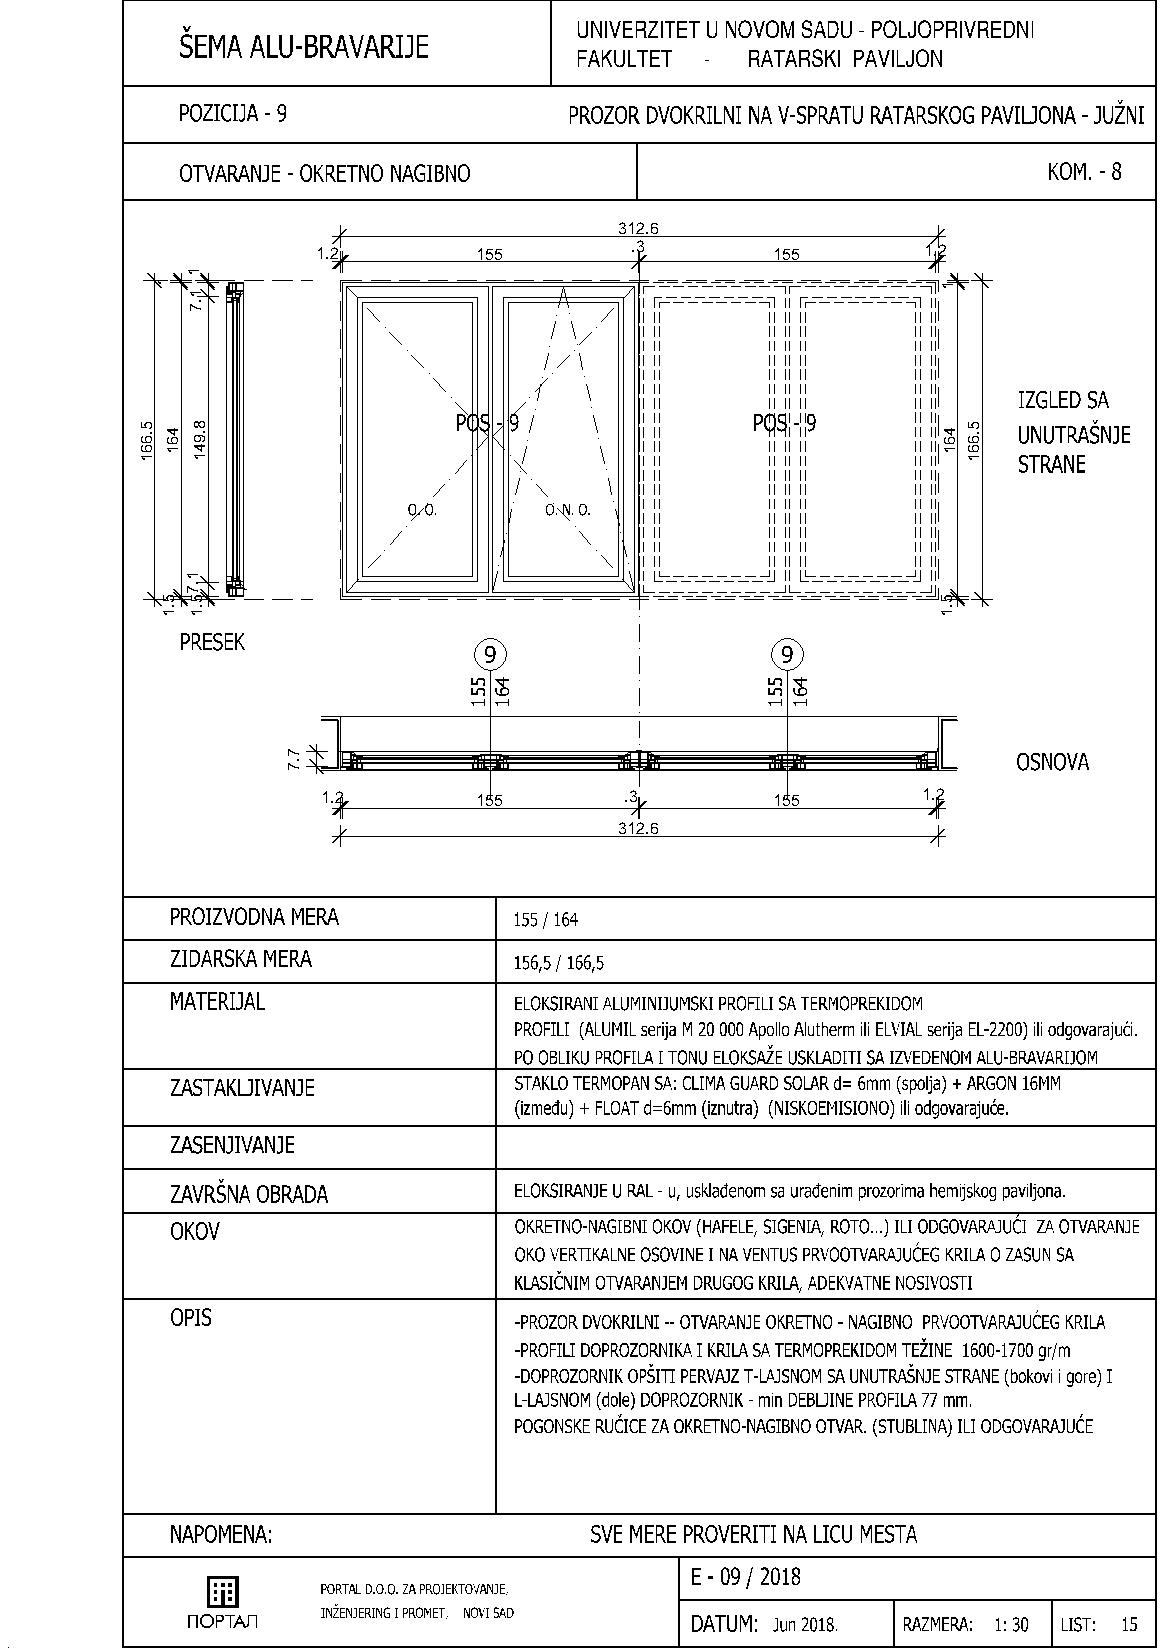 ŠEMA ALU-BRAVARIJE
UNIVERZITET U NOVOM SADU - POLJOPRIVREDNI
FAKULTET - RATARSKI PAVILJON
POZICIJA - 9
PROZOR DVOKRILNI NA V-SPRATU RATARSKOG PAVILJONA - JUŽNI
OTVARANJE - OKRETNO NAGIBNO
KOM. - 8
312.6
1.2 155 .3 155 1.2
1
7.1
1
166.5
164
149.8
POS - 9
POS - 9
164
166.5
IZGLED SA
UNUTRAŠNJE
STRANE
O. O.
O. N. O.
7.1
1.5
1.5
1.5
PRESEK
9
9
155
164
155
164
7.7
OSNOVA
1.2 155 .3 155 1.2
312.6
PROIZVODNA MERA
155 / 164
ZIDARSKA MERA
156,5 / 166,5
MATERIJAL
ELOKSIRANI ALUMINIJUMSKI PROFILI SA TERMOPREKIDOM
PROFILI (ALUMIL serija M 20 000 Apollo Alutherm ili ELVIAL serija EL-2200) ili odgovarajući.
PO OBLIKU PROFILA I TONU ELOKSAŽE USKLADITI SA IZVEDENOM ALU-BRAVARIJOM
ZASTAKLJIVANJE
STAKLO TERMOPAN SA: CLIMA GUARD SOLAR d= 6mm (spolja) + ARGON 16MM
(između) + FLOAT d=6mm (iznutra) (NISKOEMISIONO) ili odgovarajuće.
ZASENJIVANJE
ZAVRŠNA OBRADA
ELOKSIRANJE U RAL - u, usklađenom sa urađenim prozorima hemijskog paviljona.
OKOV
OKRETNO-NAGIBNI OKOV (HAFELE, SIGENIA, ROTO...) ILI ODGOVARAJUĆI ZA OTVARANJE
OKO VERTIKALNE OSOVINE I NA VENTUS PRVOOTVARAJUĆEG KRILA O ZASUN SA
KLASIČNIM OTVARANJEM DRUGOG KRILA, ADEKVATNE NOSIVOSTI
OPIS
-PROZOR DVOKRILNI -- OTVARANJE OKRETNO - NAGIBNO PRVOOTVARAJUĆEG KRILA
-PROFILI DOPROZORNIKA I KRILA SA TERMOPREKIDOM TEŽINE 1600-1700 gr/m
-DOPROZORNIK OPŠITI PERVAJZ T-LAJSNOM SA UNUTRAŠNJE STRANE (bokovi i gore) I
L-LAJSNOM (dole) DOPROZORNIK - min DEBLJINE PROFILA 77 mm.
POGONSKE RUČICE ZA OKRETNO-NAGIBNO OTVAR. (STUBLINA) ILI ODGOVARAJUĆE
NAPOMENA:
SVE MERE PROVERITI NA LICU MESTA
ПОРТАЛ
PORTAL D.O.O. ZA PROJEKTOVANJE,
INŽENJERING I PROMET, NOVI SAD
E - 09 / 2018
DATUM: Jun 2018.
RAZMERA: 1: 30
LIST: 15